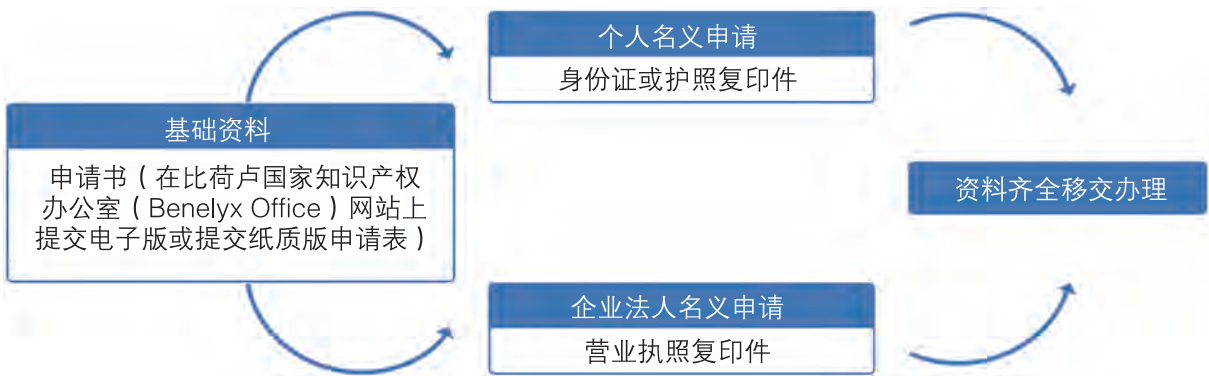 个人名义申请
身份证或护照复印件
基础资料
申请书（在比荷卢国家知识产权
办公室（Benelyx Office）网站上
提交电子版或提交纸质版申请表）
资料齐全移交办理
企业法人名义申请
营业执照复印件